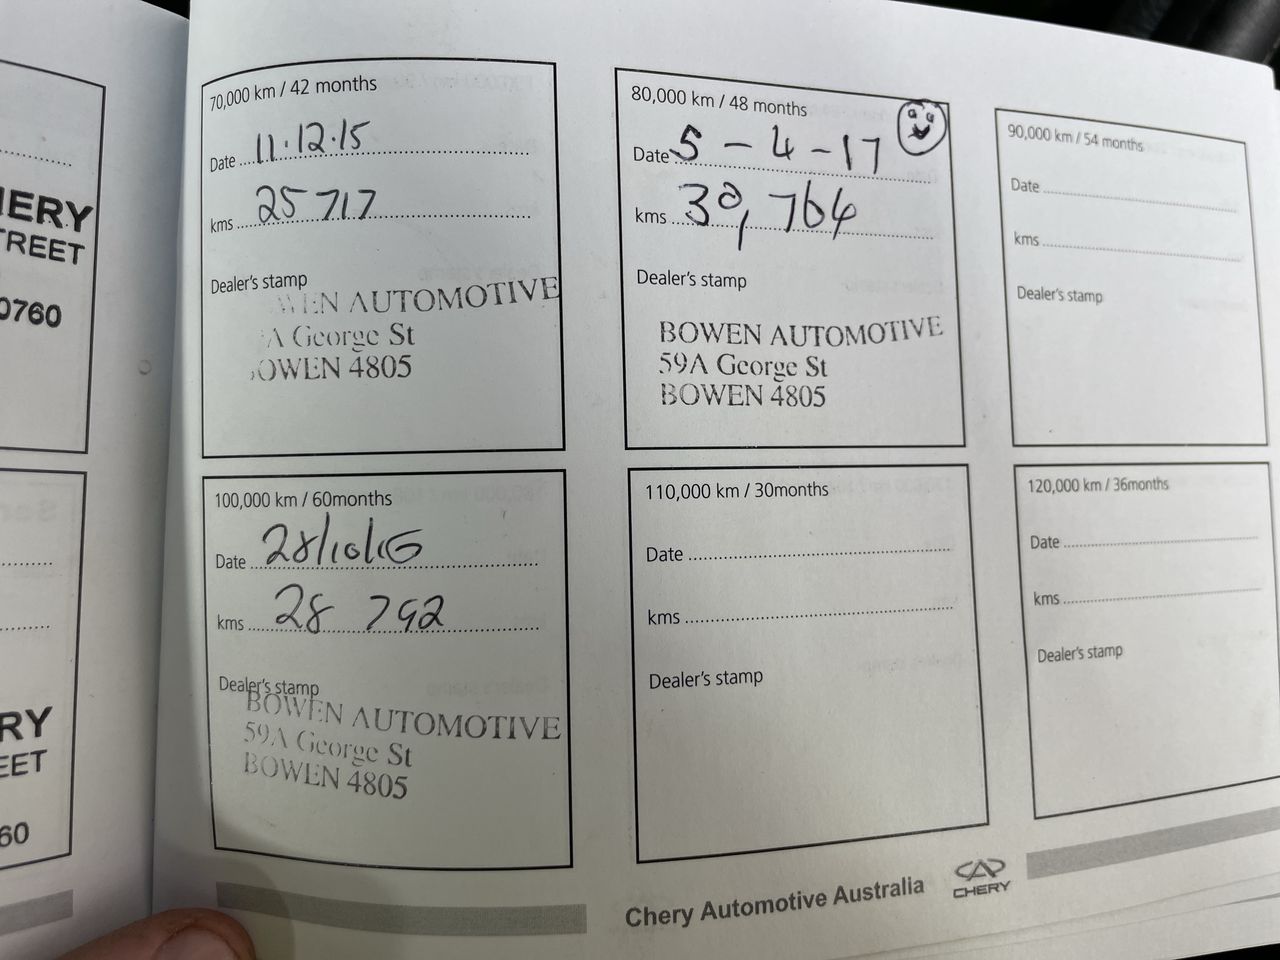 70,000 km / 42 months
Date 11.12.15
kms 25717
Dealer's stamp
WEN AUTOMOTIVE
A George St
OWEN 4805
80,000 km / 48 months
Date 5 - 4 - 17
kms 30,764
Dealer's stamp
BOWEN AUTOMOTIVE
59A George St
BOWEN 4805
90,000 km / 54 months
Date
kms
Dealer's stamp
100,000 km / 60months
Date 28/10/16
kms 28 792
Dealer's stamp
BOWEN AUTOMOTIVE
59A George St
BOWEN 4805
110,000 km / 30months
Date
kms
Dealer's stamp
120,000 km / 36months
Date
kms
Dealer's stamp
Chery Automotive Australia
CHERY
IERY
TREET
0760
RY
EET
60